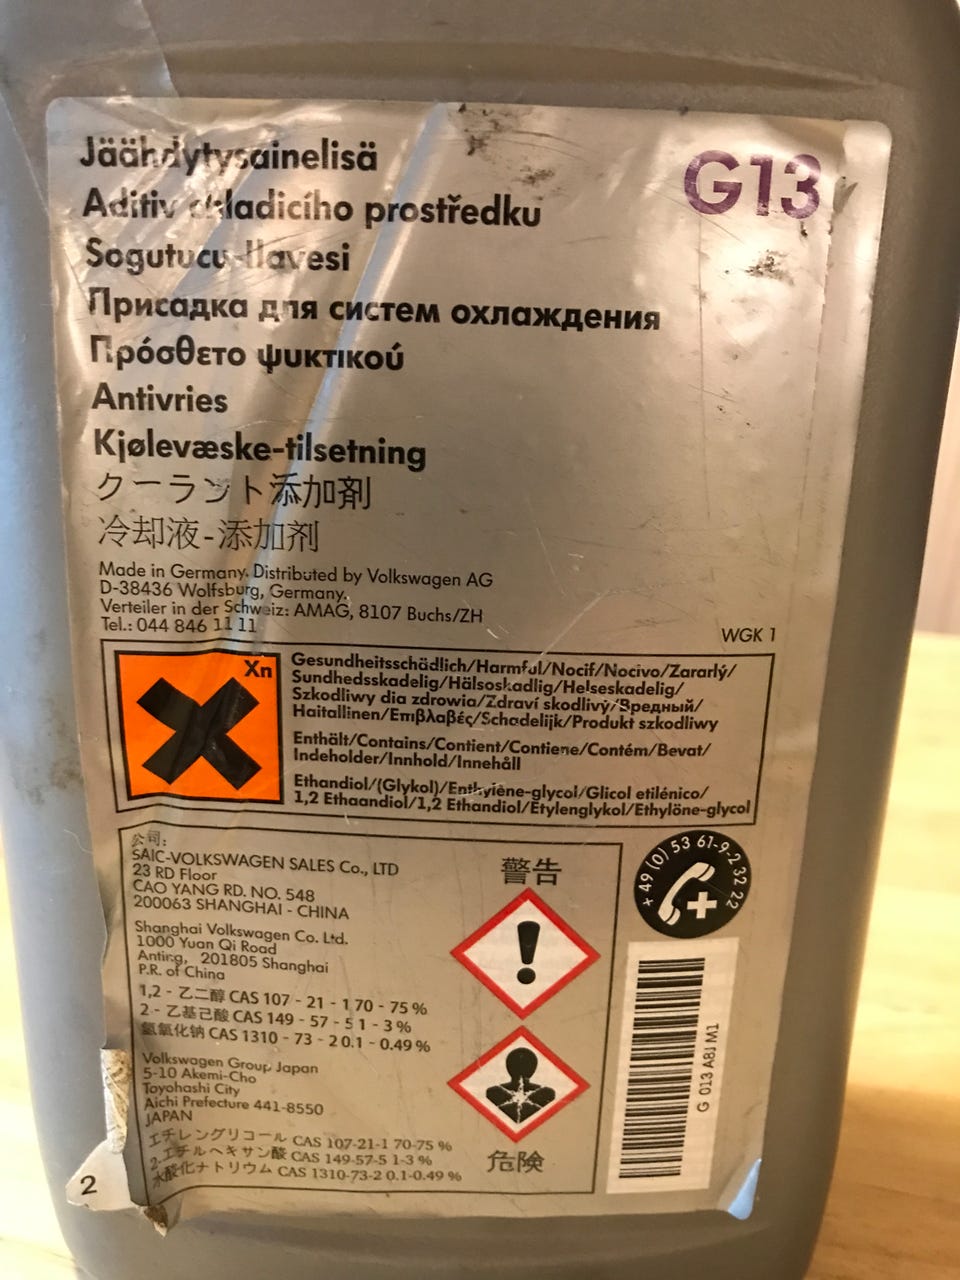 Jäähdytysainelisä
G13
Aditiv chladicího prostředku
Sogutucu-Ilavesi
Присадка для систем охлаждения
Πρόσθετο ψυκτικού
Antivries
Kjølevæske-tilsetning
クーラント添加剤
冷却液-添加剂
Made in Germany. Distributed by Volkswagen AG
D-38436 Wolfsburg, Germany.
Verteiler in der Schweiz: AMAG, 8107 Buchs/ZH
Tel.: 044 846 11 11
WGK 1
Xn
Gesundheitsschädlich/Harmful/Nocif/Nocivo/Zararlý/
Sundhedsskadelig/Hälsoskadlig/Helseskadelig/
Szkodliwy dia zdrowia/Zdraví skodlivý/Вредный/
Haitallinen/Επιβλαβές/Schadelijk/Produkt szkodliwy
Enthält/Contains/Contient/Contiene/Contém/Bevat/
Indeholder/Innhold/Innehåll
Ethandiol/(Glykol)/Enthylène-glycol/Glicol etilénico/
1,2 Ethaandiol/1,2 Ethandiol/Etylenglykol/Ethylöne-glycol
公司:
SAIC-VOLKSWAGEN SALES Co., LTD
23 RD Floor
CAO YANG RD. NO. 548
200063 SHANGHAI - CHINA
Shanghai Volkswagen Co. Ltd.
1000 Yuan Qi Road
Anting, 201805 Shanghai
P.R. of China
1,2 - 乙二醇 CAS 107 - 21 - 1 70 - 75 %
2 - 乙基己酸 CAS 149 - 57 - 5 1 - 3 %
氢氧化钠 CAS 1310 - 73 - 2 0.1 - 0.49 %
Volkswagen Group Japan
5-10 Akemi-Cho
Toyohashi City
Aichi Prefecture 441-8550
JAPAN
エチレングリコール CAS 107-21-1 70-75 %
2-エチルヘキサン酸 CAS 149-57-5 1-3 %
水酸化ナトリウム CAS 1310-73-2 0.1-0.49 %
警告
危険
+ 49 (0) 53 61-9-2 32 22
G 013 A8J M1
2